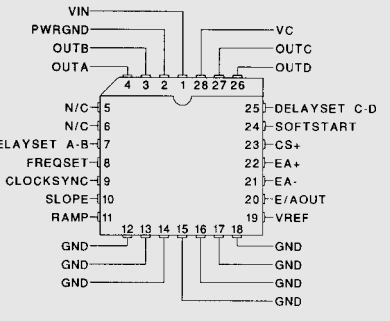 VIN
PWRGND VC
OUTB OUTC
OUTA OUTD
4 3 2 1 28 27 26
N/C 5 25 DELAYSET C-D
N/C 6 24 SOFTSTART
ELAYSET A-B 7 23 CS+
FREQSET 8 22 EA+
CLOCKSYNC 9 21 EA-
SLOPE 10 20 E/AOUT
RAMP 11 19 VREF
12 13 14 15 16 17 18
GND GND
GND GND
GND GND
GND